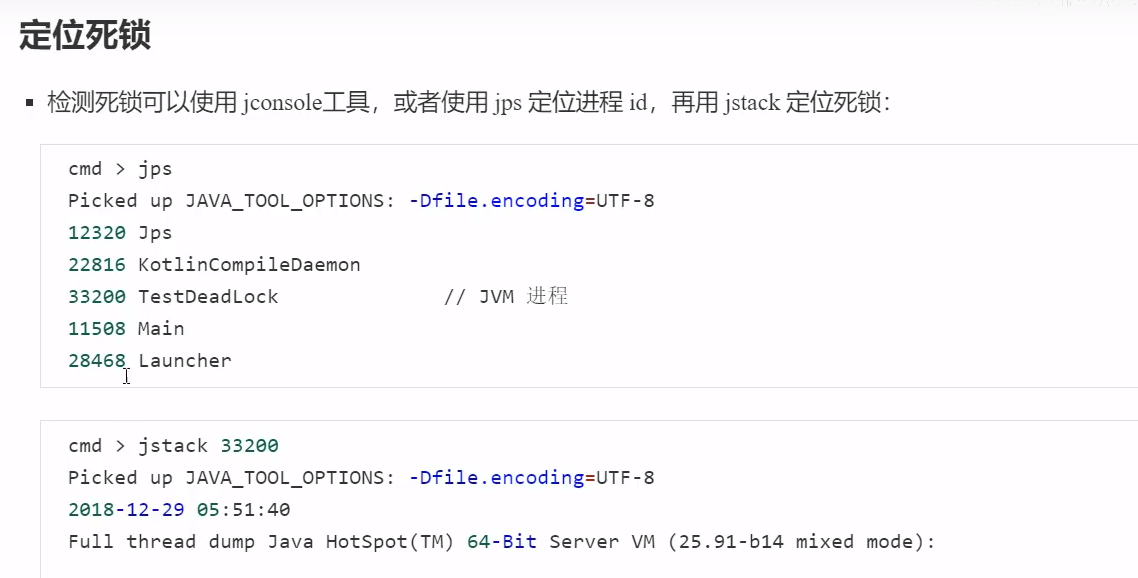 定位死锁
检测死锁可以使用 jconsole工具，或者使用 jps 定位进程 id，再用 jstack 定位死锁：
cmd > jps
Picked up JAVA_TOOL_OPTIONS: -Dfile.encoding=UTF-8
12320 Jps
22816 KotlinCompileDaemon
33200 TestDeadLock // JVM 进程
11508 Main
28468 Launcher
cmd > jstack 33200
Picked up JAVA_TOOL_OPTIONS: -Dfile.encoding=UTF-8
2018-12-29 05:51:40
Full thread dump Java HotSpot(TM) 64-Bit Server VM (25.91-b14 mixed mode):